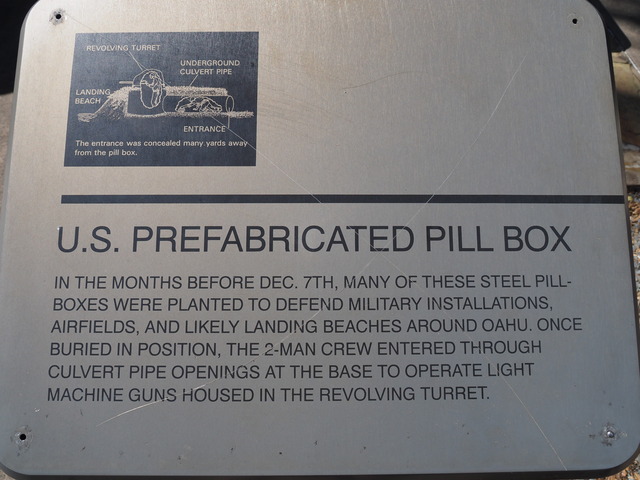 REVOLVING TURRET
UNDERGROUND
CULVERT PIPE
LANDING
BEACH
ENTRANCE
The entrance was concealed many yards away
from the pill box.
U.S. PREFABRICATED PILL BOX
IN THE MONTHS BEFORE DEC. 7TH, MANY OF THESE STEEL PILL-
BOXES WERE PLANTED TO DEFEND MILITARY INSTALLATIONS,
AIRFIELDS, AND LIKELY LANDING BEACHES AROUND OAHU. ONCE
BURIED IN POSITION, THE 2-MAN CREW ENTERED THROUGH
CULVERT PIPE OPENINGS AT THE BASE TO OPERATE LIGHT
MACHINE GUNS HOUSED IN THE REVOLVING TURRET.